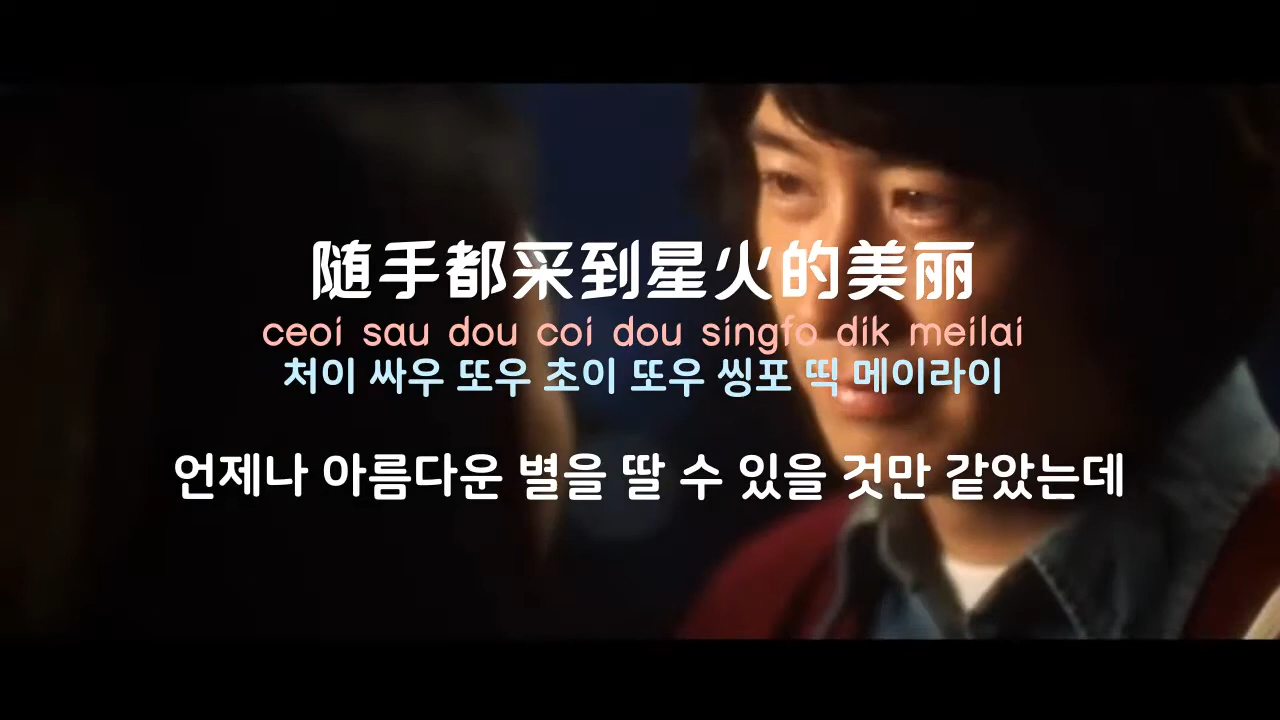 随手都采到星火的美丽
ceoi sau dou coi dou singfo dik meilai
처이 싸우 또우 초이 또우 씽포 띡 메이라이
언제나 아름다운 별을 딸 수 있을 것만 같았는데